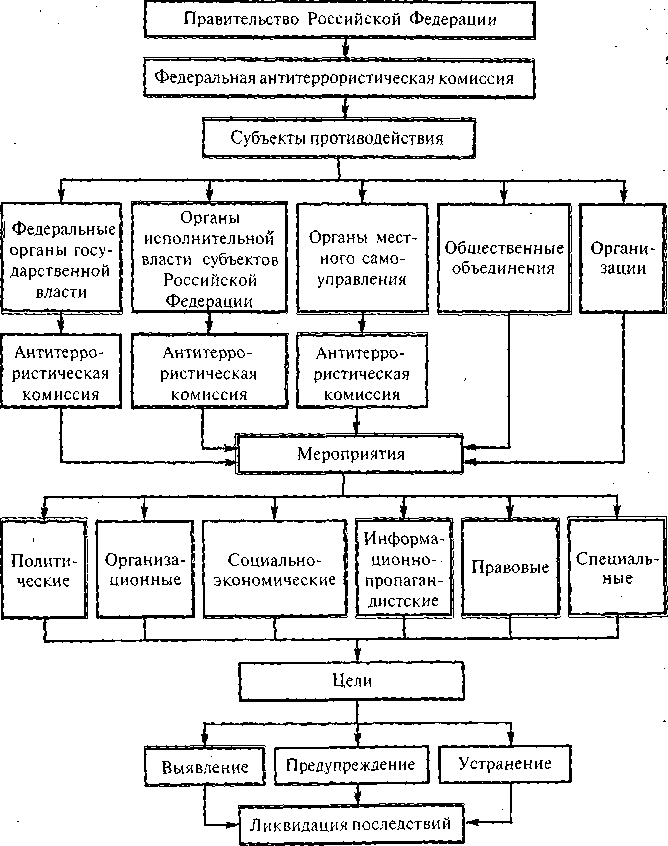 Правительство Российской Федерации
Федеральная антитеррористическая комиссия
Субъекты противодействия
Федеральные
органы госу-
дарственной
власти
Органы
исполнительной
власти субъектов
Российской
Федерации
Органы мест-
ного само-
управления
Общественные
объединения
Органи-
зации
Антитерро-
ристическая
комиссия
Антитерро-
ристическая
комиссия
Антитерро-
ристическая
комиссия
Мероприятия
Полити-
ческие
Организа-
ционные
Социально-
экономические
Информа-
ционно-
пропаган-
дистские
Правовые
Специаль-
ные
Цели
Выявление
Предупреждение
Устранение
Ликвидация последствий